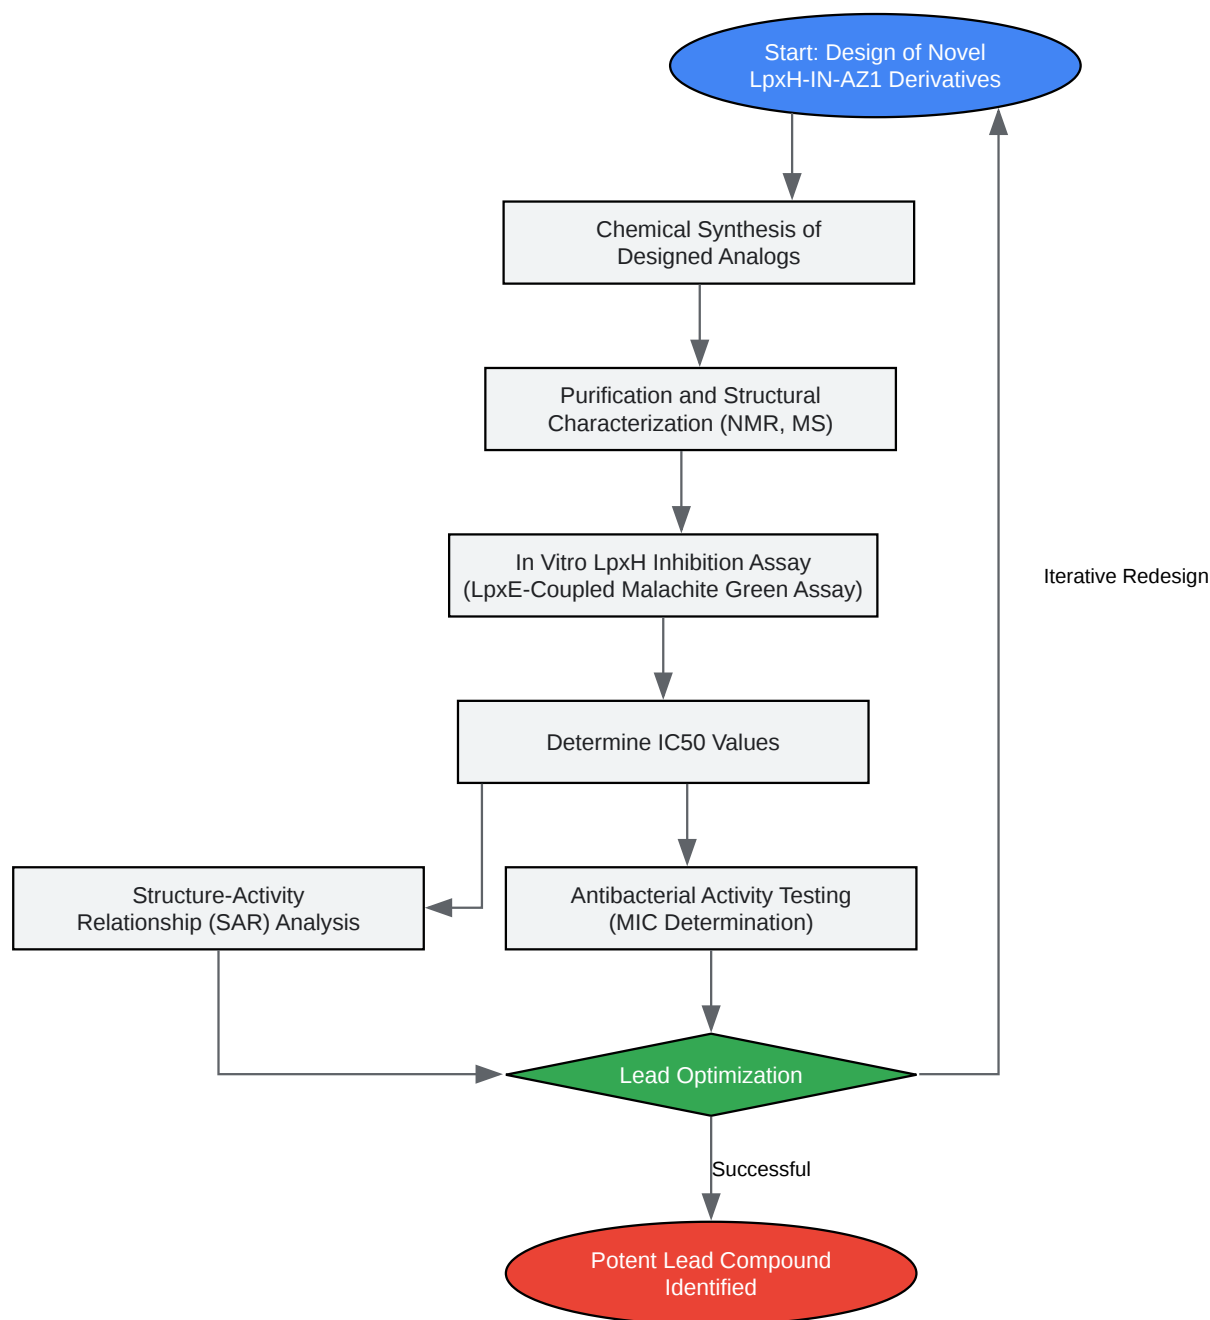 Start: Design of Novel
LpxH-IN-AZ1 Derivatives
Chemical Synthesis of
Designed Analogs
Purification and Structural
Characterization (NMR, MS)
In Vitro LpxH Inhibition Assay
(LpxE-Coupled Malachite Green Assay)
Iterative Redesign
Determine IC50 Values
Structure-Activity
Relationship (SAR) Analysis
Antibacterial Activity Testing
(MIC Determination)
Lead Optimization
Successful
Potent Lead Compound
Identified